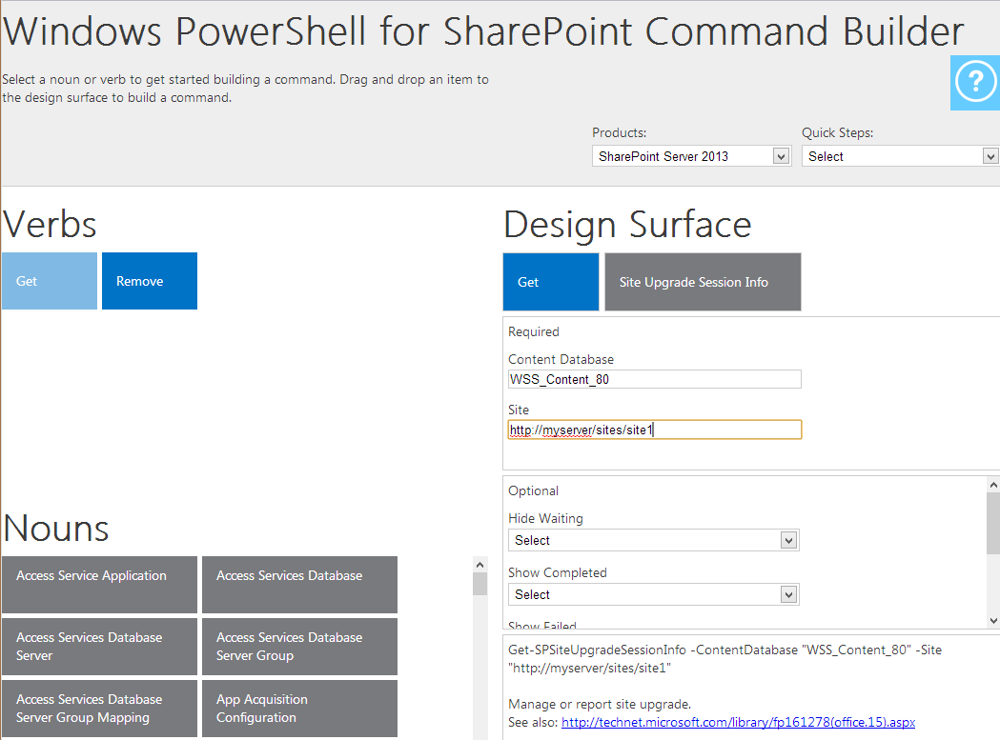 Windows PowerShell for SharePoint Command Builder
Select a noun or verb to get started building a command. Drag and drop an item to
the design surface to build a command.
?
Products:
Quick Steps:
SharePoint Server 2013
Select
Verbs
Get
Remove
Design Surface
Get
Site Upgrade Session Info
Required
Content Database
WSS_Content_80
Site
http://myserver/sites/site1
Optional
Hide Waiting
Select
Show Completed
Select
Show Failed
Get-SPSiteUpgradeSessionInfo -ContentDatabase "WSS_Content_80" -Site
"http://myserver/sites/site1"
Manage or report site upgrade.
See also: http://technet.microsoft.com/library/fp161278(office.15).aspx
Nouns
Access Service Application
Access Services Database
Access Services Database
Server
Access Services Database
Server Group
Access Services Database
Server Group Mapping
App Acquisition
Configuration